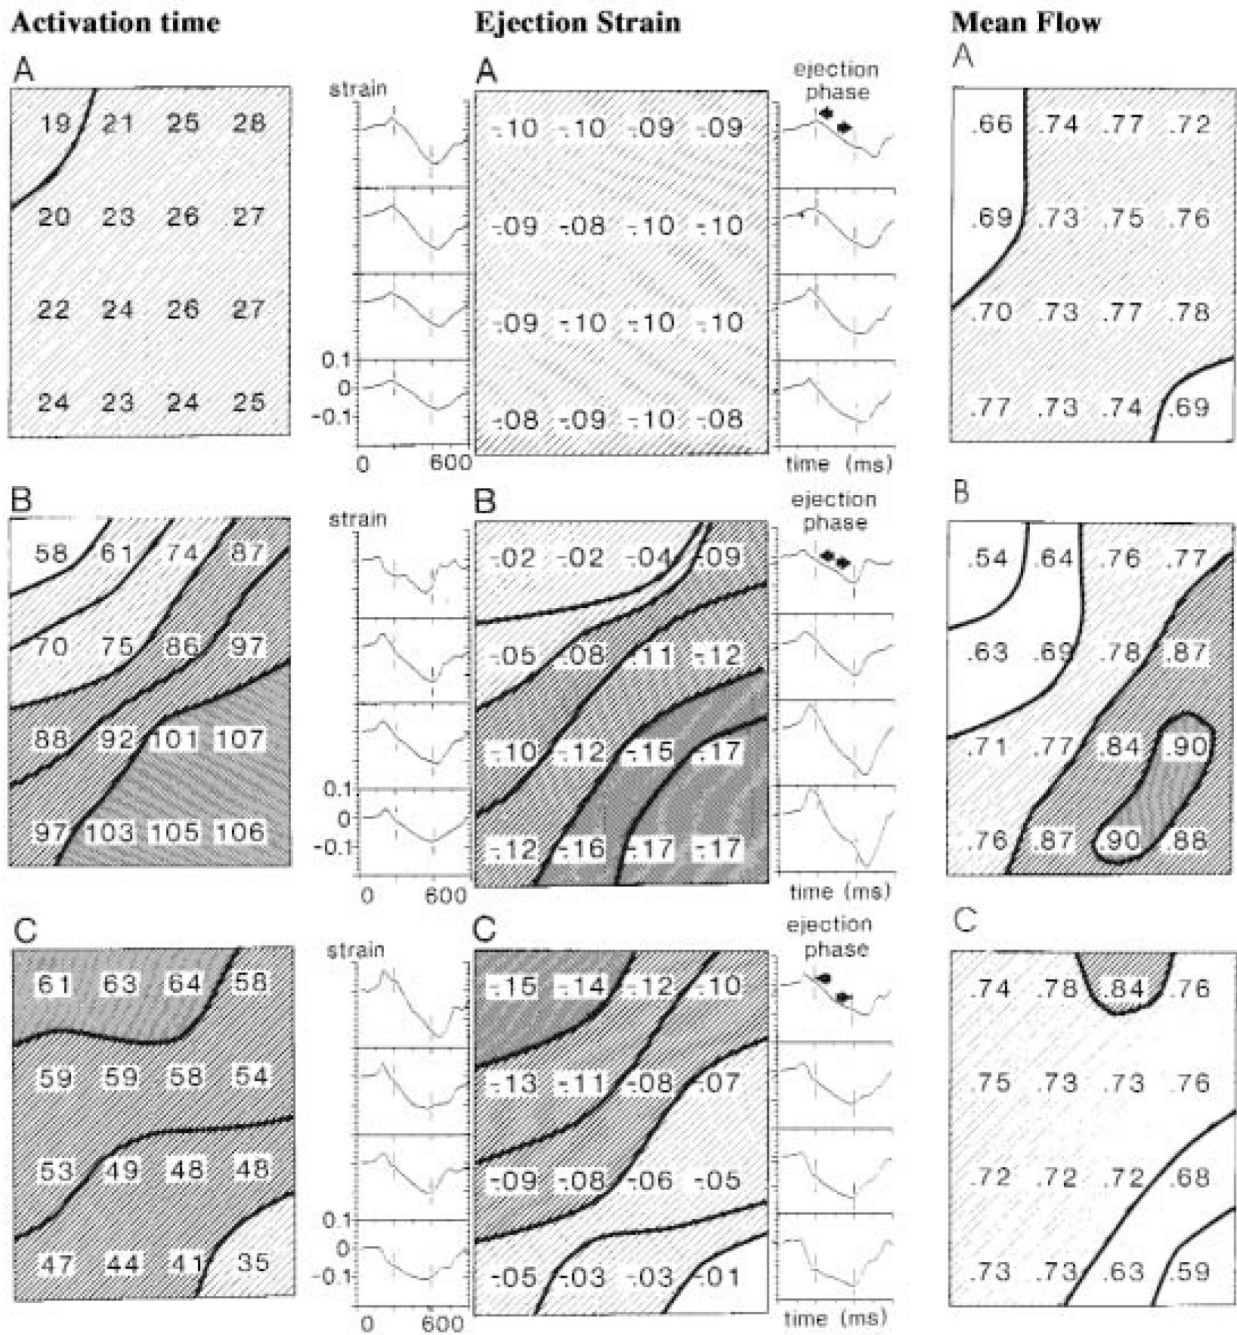 Activation time Ejection Strain Mean Flow
A
strain
A
ejection
phase
A
19 21 25 28
20 23 26 27
22 24 26 27
24 23 24 25
0.1
0
-0.1
0 600
-.10 -.10 -.09 -.09
-.09 -.08 -.10 -.10
-.09 -.10 -.10 -.10
-.08 -.09 -.10 -.08
time (ms)
.66 .74 .77 .72
.69 .73 .75 .76
.70 .73 .77 .78
.77 .73 .74 .69
B
strain
B
ejection
phase
B
58 61 74 87
70 75 86 97
88 92 101 107
97 103 105 106
0.1
0
-0.1
0 600
-.02 -.02 -.04 -.09
-.05 -.08 -.11 -.12
-.10 -.12 -.15 -.17
-.12 -.16 -.17 -.17
time (ms)
.54 .64 .76 .77
.63 .69 .78 .87
.71 .77 .84 .90
.76 .87 .90 .88
C
strain
C
ejection
phase
C
61 63 64 58
59 59 58 54
53 49 48 48
47 44 41 35
0.1
0
-0.1
0 600
-.15 -.14 -.12 -.10
-.13 -.11 -.08 -.07
-.09 -.08 -.06 -.05
-.05 -.03 -.03 -.01
time (ms)
.74 .78 .84 .76
.75 .73 .73 .76
.72 .72 .72 .68
.73 .73 .63 .59